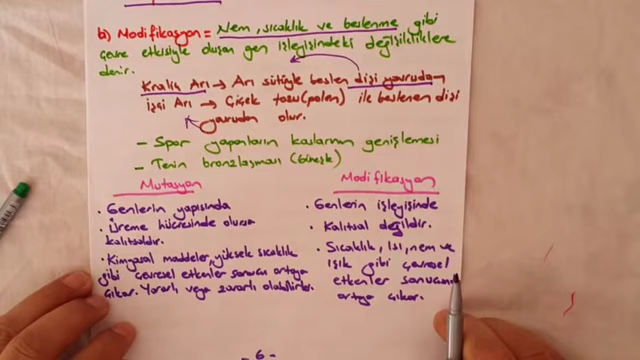 b) Modifikasyon = Nem, sıcaklık ve beslenme gibi
çevre etkisiyle oluşan gen işleyişindeki değişikliklere
denir.
Kraliç Arı → Arı sütüyle beslen dişi yavrudan
İşçi Arı → Çiçek tozu (polen) ile beslenen dişi
yavrudan olur.
- Spor yapanların kaslarının genişlemesi
- Tenin bronzlaşması (Güneşle)
Mutasyon
• Genlerin yapısında
• Üreme hücresinde olursa
kalıtsaldır.
• Kimyasal maddeler, yüksek sıcaklık
gibi çevresel etkenler sonucu ortaya
çıkar. Yararlı veya zararlı olabilirler.
Modifikasyon
• Genlerin işleyişinde
• Kalıtsal değildir.
• Sıcaklık, ısı, nem ve
ışık gibi çevresel
etkenler sonucunda
ortaya çıkar.
- 6 -